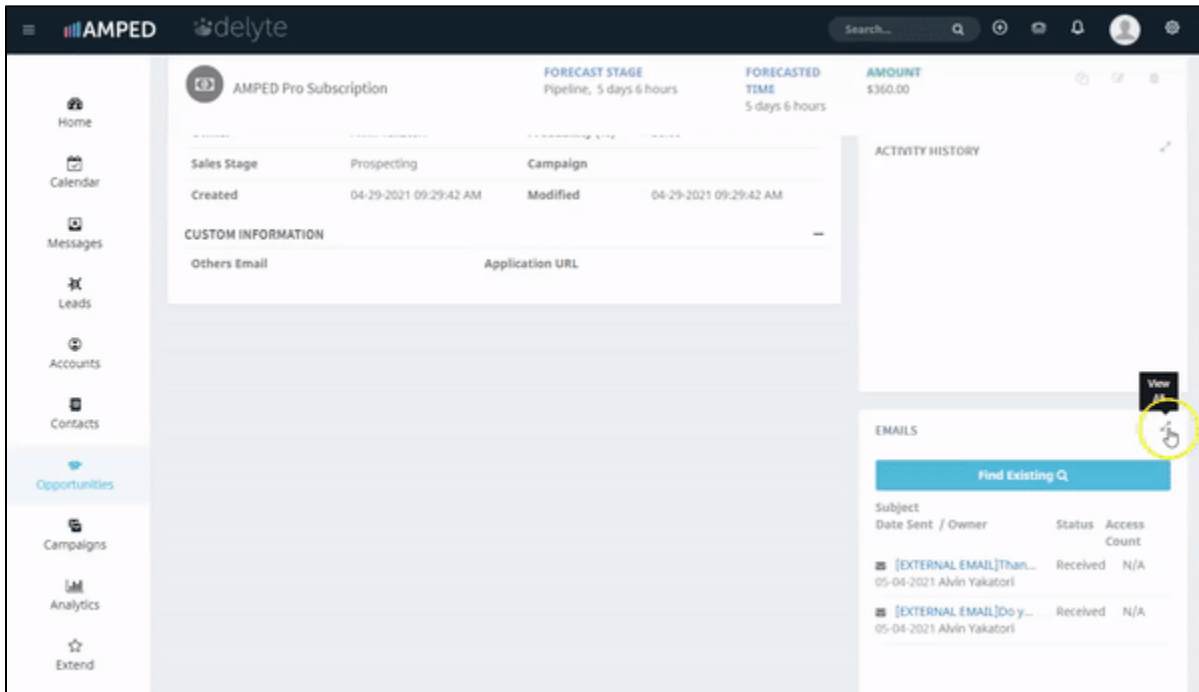 AMPED delyte Search...
AMPED Pro Subscription
FORECAST STAGE
Pipeline, 5 days 6 hours
FORECASTED
TIME
5 days 6 hours
AMOUNT
$360.00
Home
Calendar
Messages
Leads
Accounts
Contacts
Opportunities
Campaigns
Analytics
Extend
Sales Stage Prospecting Campaign
Created 04-29-2021 09:29:42 AM Modified 04-29-2021 09:29:42 AM
CUSTOM INFORMATION
Others Email Application URL
ACTIVITY HISTORY
View
All
EMAILS
Find Existing
Subject
Date Sent / Owner Status Access
Count
[EXTERNAL EMAIL]Than... Received N/A
05-04-2021 Alvin Yakatori
[EXTERNAL EMAIL]Do y... Received N/A
05-04-2021 Alvin Yakatori